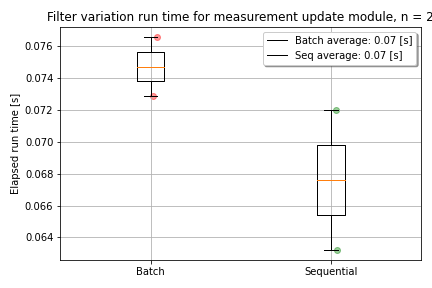 Filter variation run time for measurement update module, n = 2
Batch average: 0.07 [s]
Seq average: 0.07 [s]
Elapsed run time [s]
0.076
0.074
0.072
0.070
0.068
0.066
0.064
Batch
Sequential